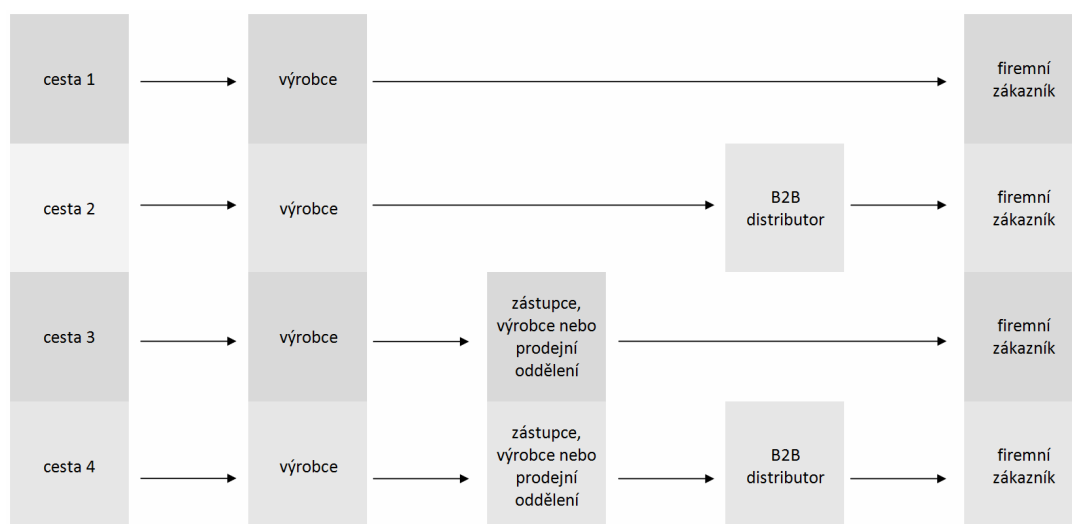 cesta 1
výrobce
firemní
zákazník
cesta 2
výrobce
B2B
distributor
firemní
zákazník
cesta 3
výrobce
zástupce,
výrobce nebo
prodejní
oddělení
firemní
zákazník
cesta 4
výrobce
zástupce,
výrobce nebo
prodejní
oddělení
B2B
distributor
firemní
zákazník